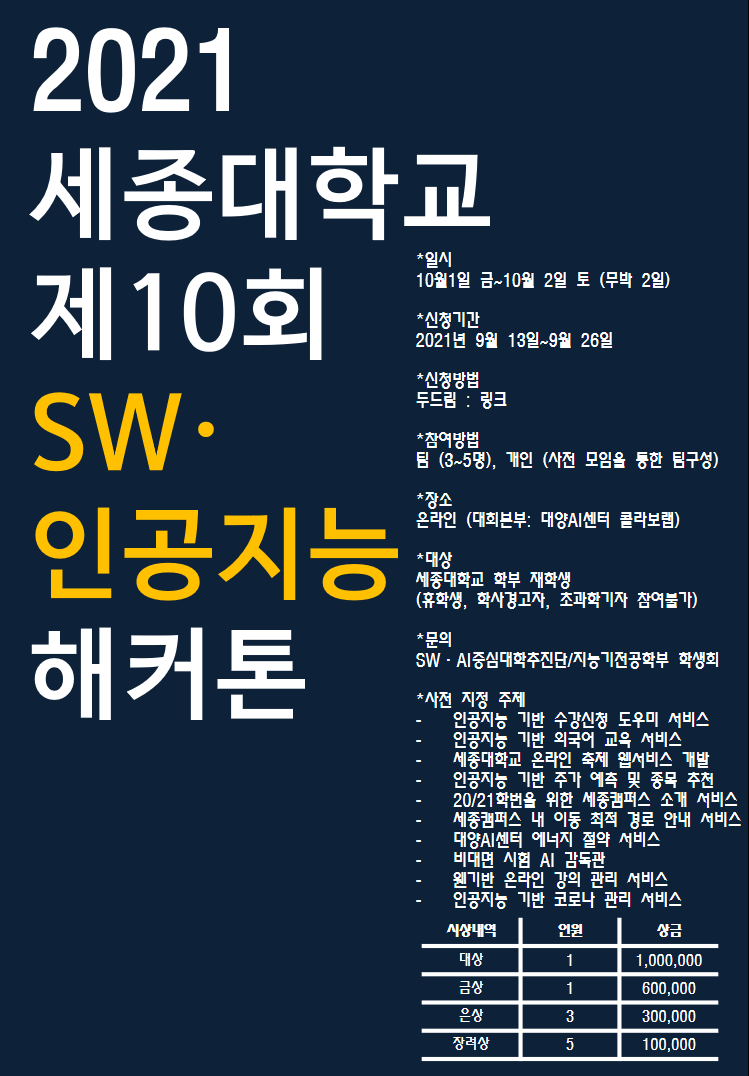 2021
세종대학교
제10회
SW·
인공지능
해커톤
*일시
10월1일 금~10월 2일 토 (무박 2일)
*신청기간
2021년 9월 13일~9월 26일
*신청방법
두드림 : 링크
*참여방법
팀 (3~5명), 개인 (사전 모임을 통한 팀구성)
*장소
온라인 (대회본부: 대양AI센터 콜라보랩)
*대상
세종대학교 학부 재학생
(휴학생, 학사경고자, 초과학기자 참여불가)
*문의
SW·AI중심대학추진단/지능기전공학부 학생회
*사전 지정 주제
- 인공지능 기반 수강신청 도우미 서비스
- 인공지능 기반 외국어 교육 서비스
- 세종대학교 온라인 축제 웹서비스 개발
- 인공지능 기반 주가 예측 및 종목 추천
- 20/21학번을 위한 세종캠퍼스 소개 서비스
- 세종캠퍼스 내 이동 최적 경로 안내 서비스
- 대양AI센터 에너지 절약 서비스
- 비대면 시험 AI 감독관
- 웹기반 온라인 강의 관리 서비스
- 인공지능 기반 코로나 관리 서비스
시상내역 인원 상금
대상 1 1,000,000
금상 1 600,000
은상 3 300,000
장려상 5 100,000